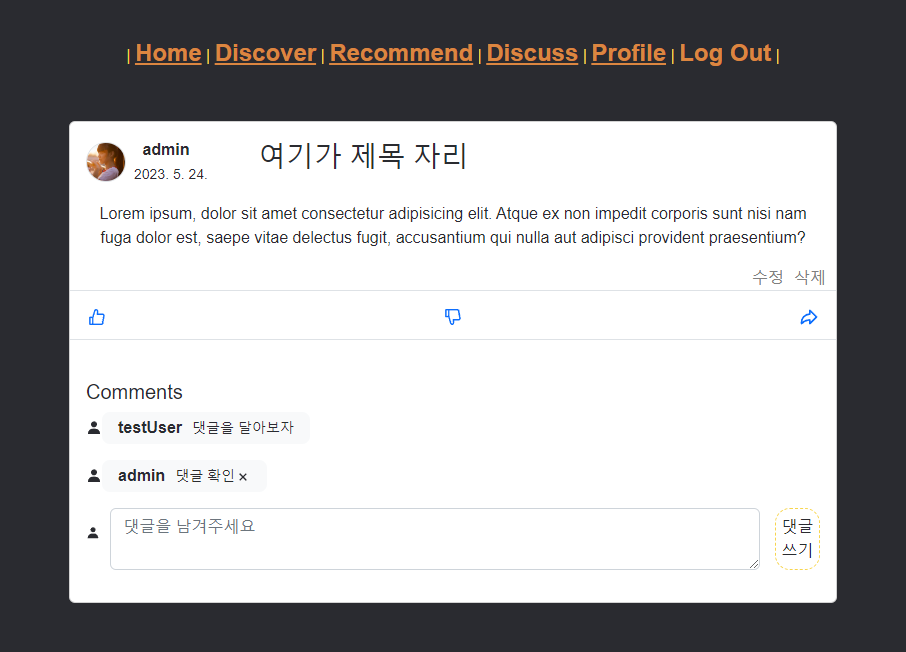 | Home | Discover | Recommend | Discuss | Profile | Log Out |
admin
여기가 제목 자리
2023. 5. 24.
Lorem ipsum, dolor sit amet consectetur adipisicing elit. Atque ex non impedit corporis sunt nisi nam
fuga dolor est, saepe vitae delectus fugit, accusantium qui nulla aut adipisci provident praesentium?
수정 삭제
Comments
testUser 댓글을 달아보자
admin 댓글 확인 ×
댓글을 남겨주세요
댓글
쓰기